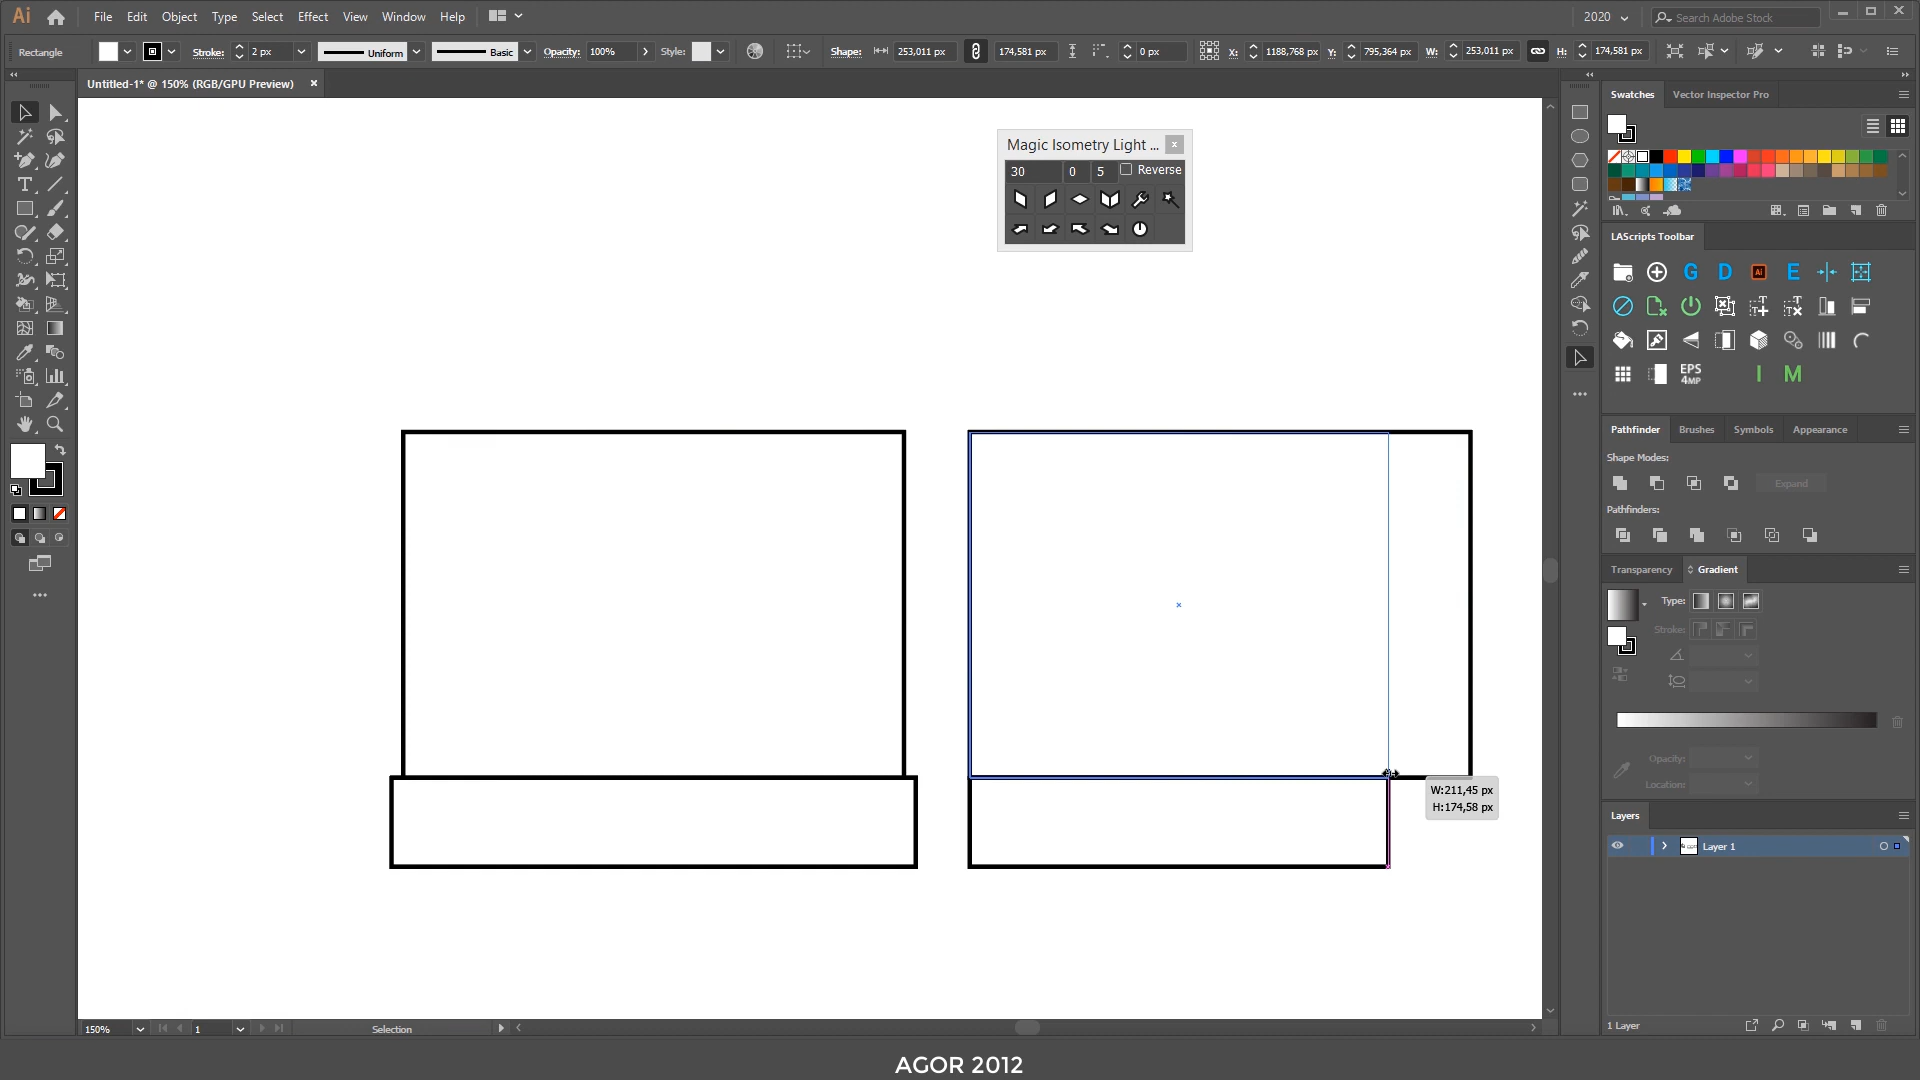 Ai File Edit Object Type Select Effect View Window Help 2020 Search Adobe Stock
Rectangle Stroke: 2 px Uniform Basic Opacity: 100% Style: Shape: 253,011 px 174,581 px 0 px X: 1188,768 px Y: 795,364 px W: 253,011 px H: 174,581 px
Untitled-1* @ 150% (RGB/GPU Preview)
Swatches Vector Inspector Pro
Magic Isometry Light ...
30 0 5 Reverse
LAScripts Toolbar
G D Ai E
EPS
4MP
I M
Pathfinder Brushes Symbols Appearance
Shape Modes:
Expand
Pathfinders:
Transparency Gradient
Type:
Stroke:
Opacity:
Location:
W:211,45 px
H:174,58 px
Layers
Layer 1
1 Layer
150% 1 Selection
AGOR 2012